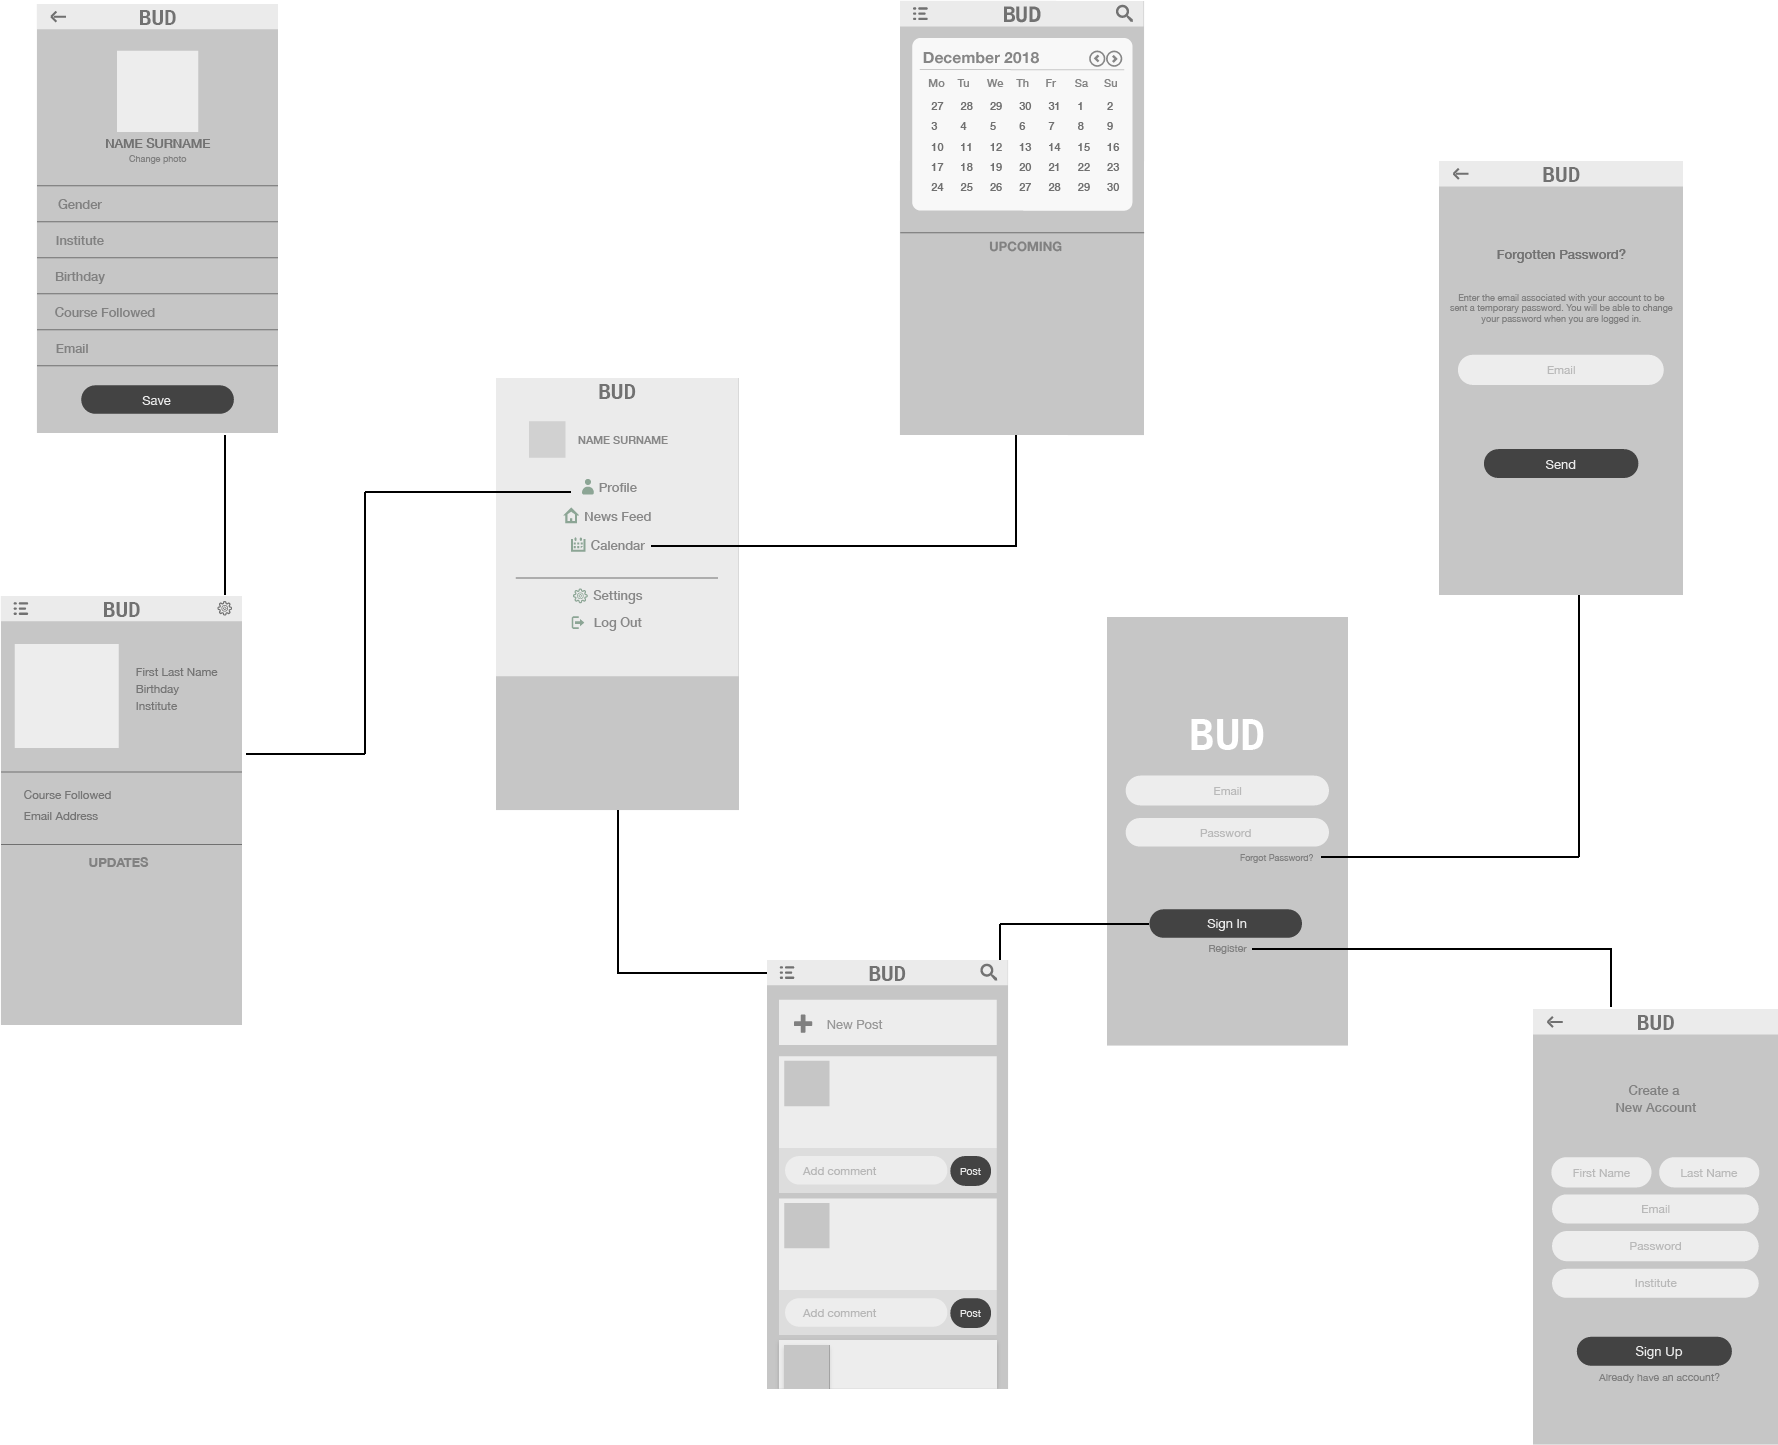 BUD
NAME SURNAME
Change photo
Gender
Institute
Birthday
Course Followed
Email
Save
BUD
December 2018
Mo Tu We Th Fr Sa Su
27 28 29 30 31 1 2
3 4 5 6 7 8 9
10 11 12 13 14 15 16
17 18 19 20 21 22 23
24 25 26 27 28 29 30
UPCOMING
BUD
Forgotten Password?
Enter the email associated with your account to be
sent a temporary password. You will be able to change
your password when you are logged in.
Email
Send
BUD
NAME SURNAME
Profile
News Feed
Calendar
Settings
Log Out
BUD
First Last Name
Birthday
Institute
Course Followed
Email Address
UPDATES
BUD
Email
Password
Forgot Password?
Sign In
Register
BUD
New Post
Add comment
Post
Add comment
Post
BUD
Create a
New Account
First Name
Last Name
Email
Password
Institute
Sign Up
Already have an account?